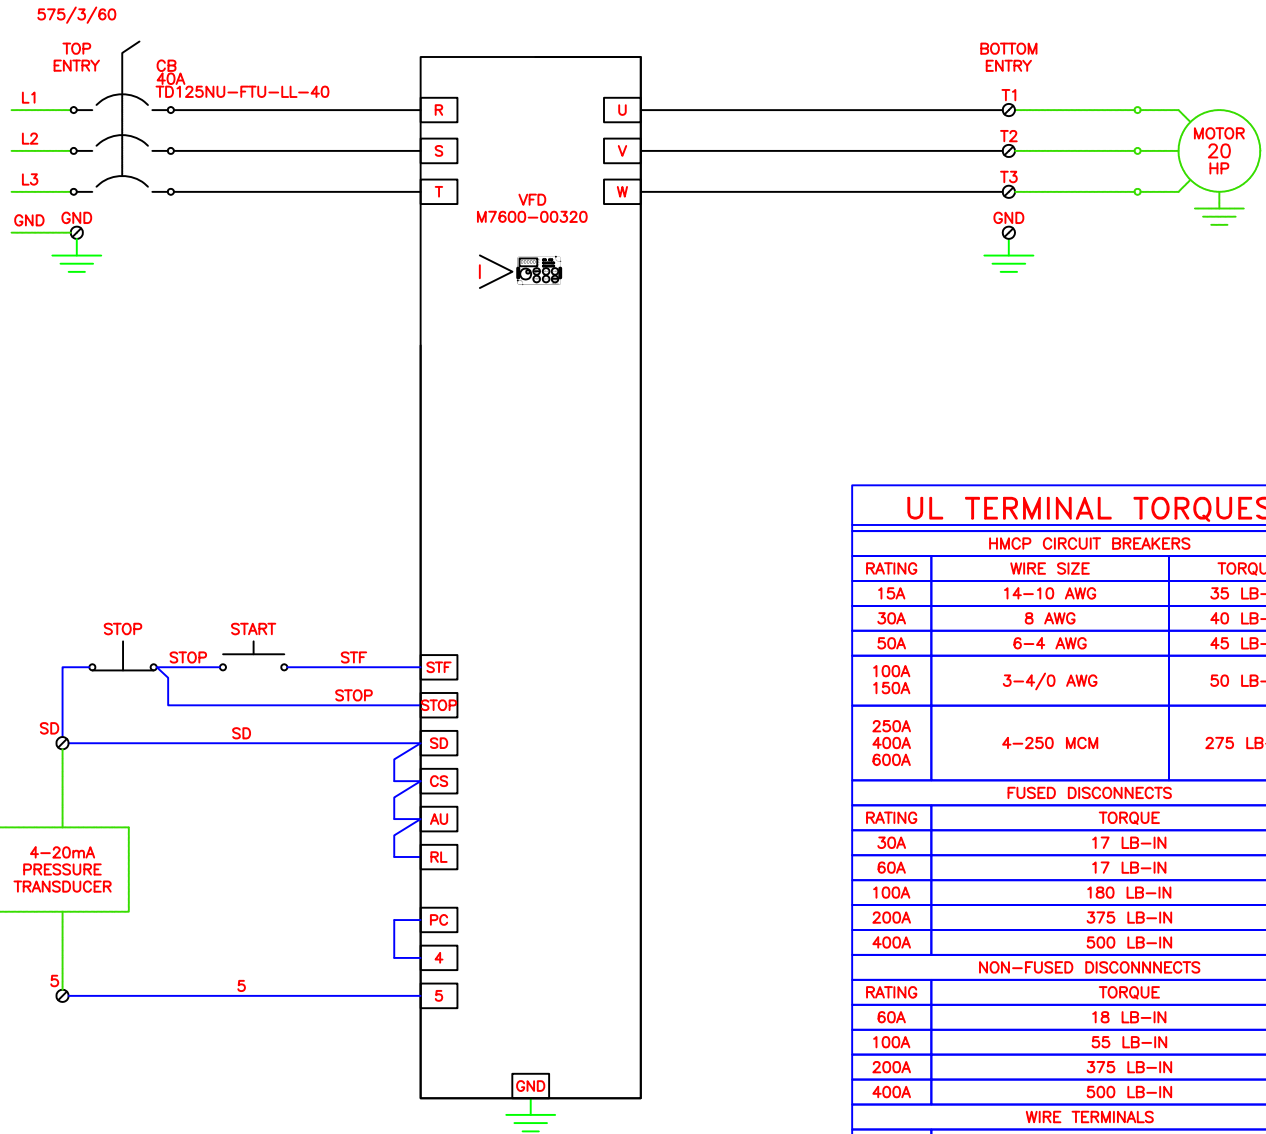 575/3/60
TOP
ENTRY
CB
40A
TD125NU-FTU-LL-40
L1
L2
L3
GND
GND
R
S
T
U
V
W
VFD
M7600-00320
I
BOTTOM
ENTRY
T1
T2
T3
GND
MOTOR
20
HP
STOP
START
STOP
STF
STOP
SD
SD
STF
STOP
SD
CS
AU
RL
PC
4
5
4-20mA
PRESSURE
TRANSDUCER
5
5
GND
UL TERMINAL TORQUES
HMCP CIRCUIT BREAKERS
RATING WIRE SIZE TORQU
15A 14-10 AWG 35 LB-
30A 8 AWG 40 LB-
50A 6-4 AWG 45 LB-
100A
150A
3-4/0 AWG 50 LB-
250A
400A
600A
4-250 MCM 275 LB-
FUSED DISCONNECTS
RATING TORQUE
30A 17 LB-IN
60A 17 LB-IN
100A 180 LB-IN
200A 375 LB-IN
400A 500 LB-IN
NON-FUSED DISCONNNECTS
RATING TORQUE
60A 18 LB-IN
100A 55 LB-IN
200A 375 LB-IN
400A 500 LB-IN
WIRE TERMINALS